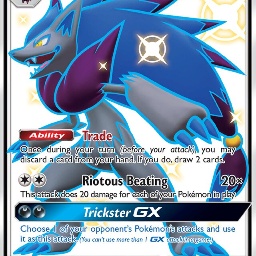 Ability Trade
Once during your turn (before your attack), you may
discard a card from your hand. If you do, draw 2 cards.
Riotous Beating 20×
This attack does 20 damage for each of your Pokémon in play.
Trickster GX
Choose 1 of your opponent's Pokémon's attacks and use
it as this attack. (You can't use more than 1 GX attack in a game.)